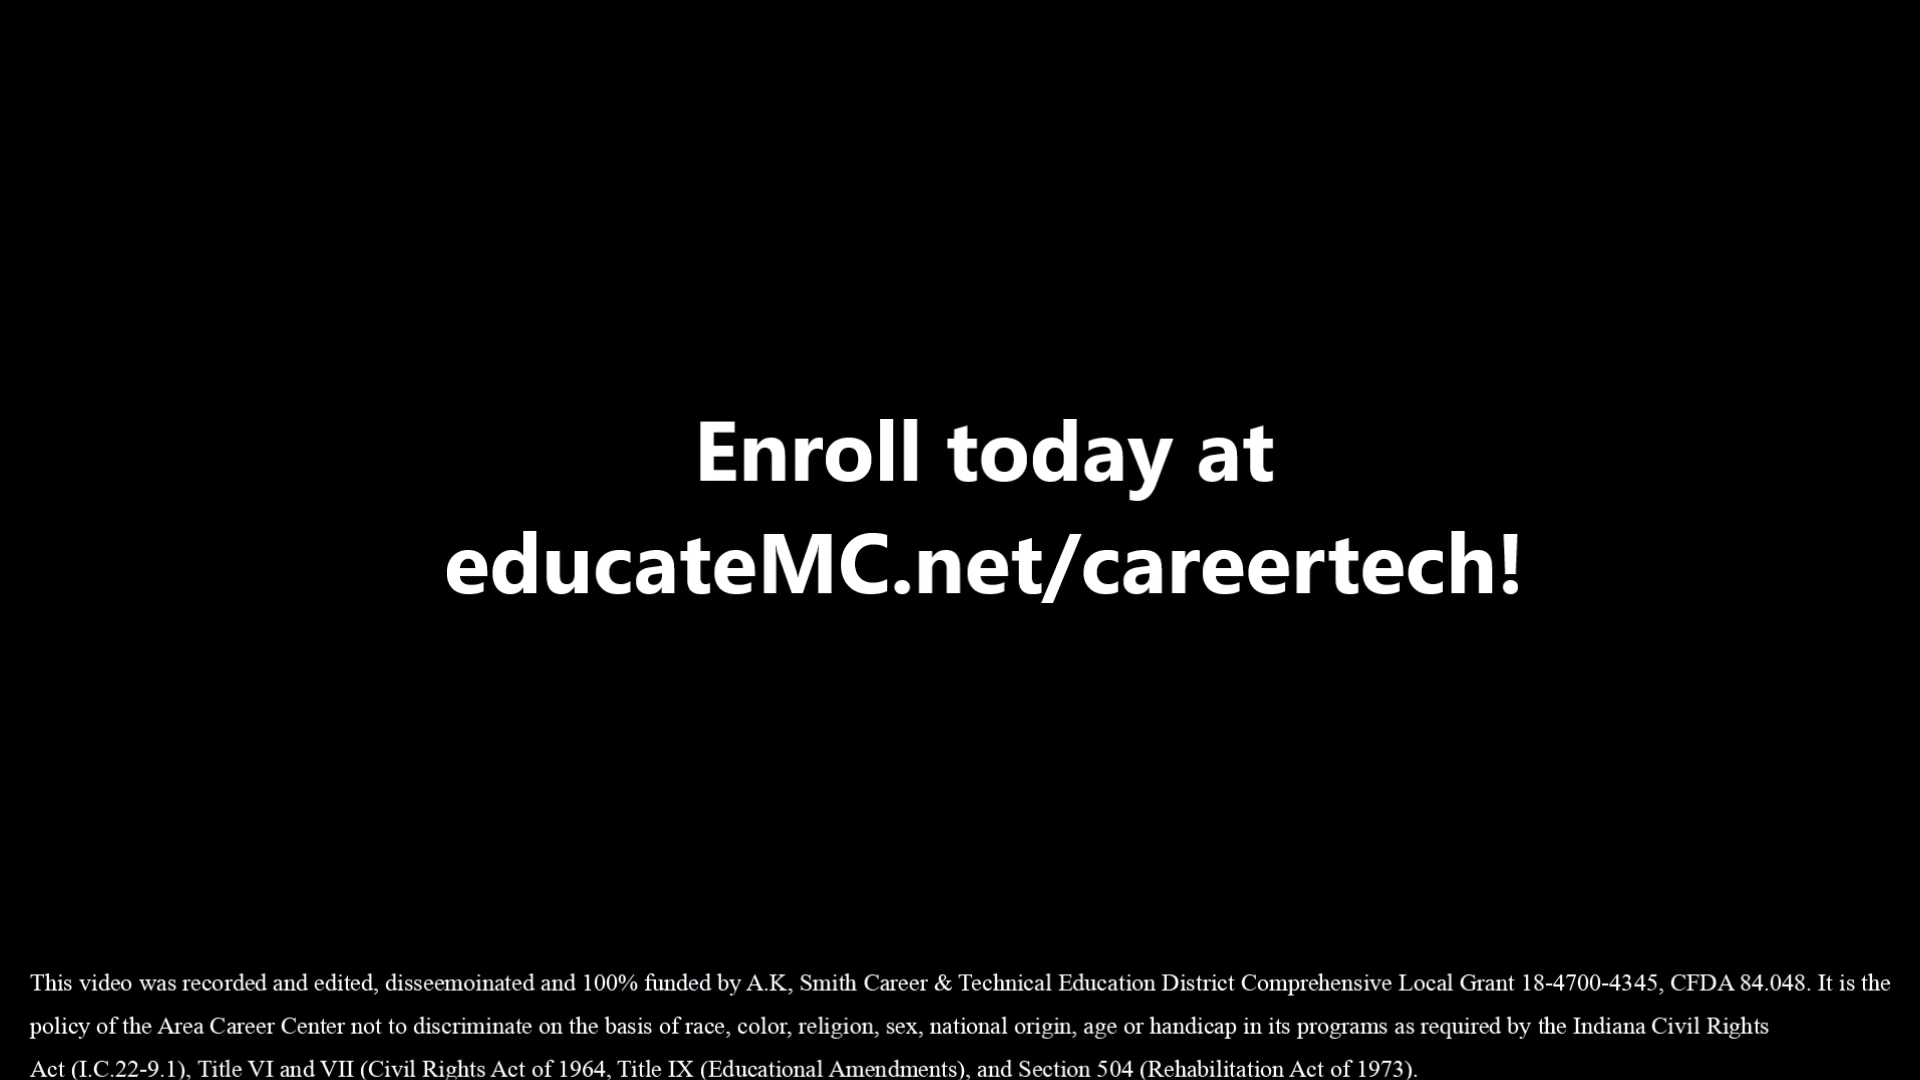 Enroll today at
educateMC.net/careertech!
This video was recorded and edited, disseemoinated and 100% funded by A.K, Smith Career & Technical Education District Comprehensive Local Grant 18-4700-4345, CFDA 84.048. It is the
policy of the Area Career Center not to discriminate on the basis of race, color, religion, sex, national origin, age or handicap in its programs as required by the Indiana Civil Rights
Act (I.C.22-9.1), Title VI and VII (Civil Rights Act of 1964, Title IX (Educational Amendments), and Section 504 (Rehabilitation Act of 1973).